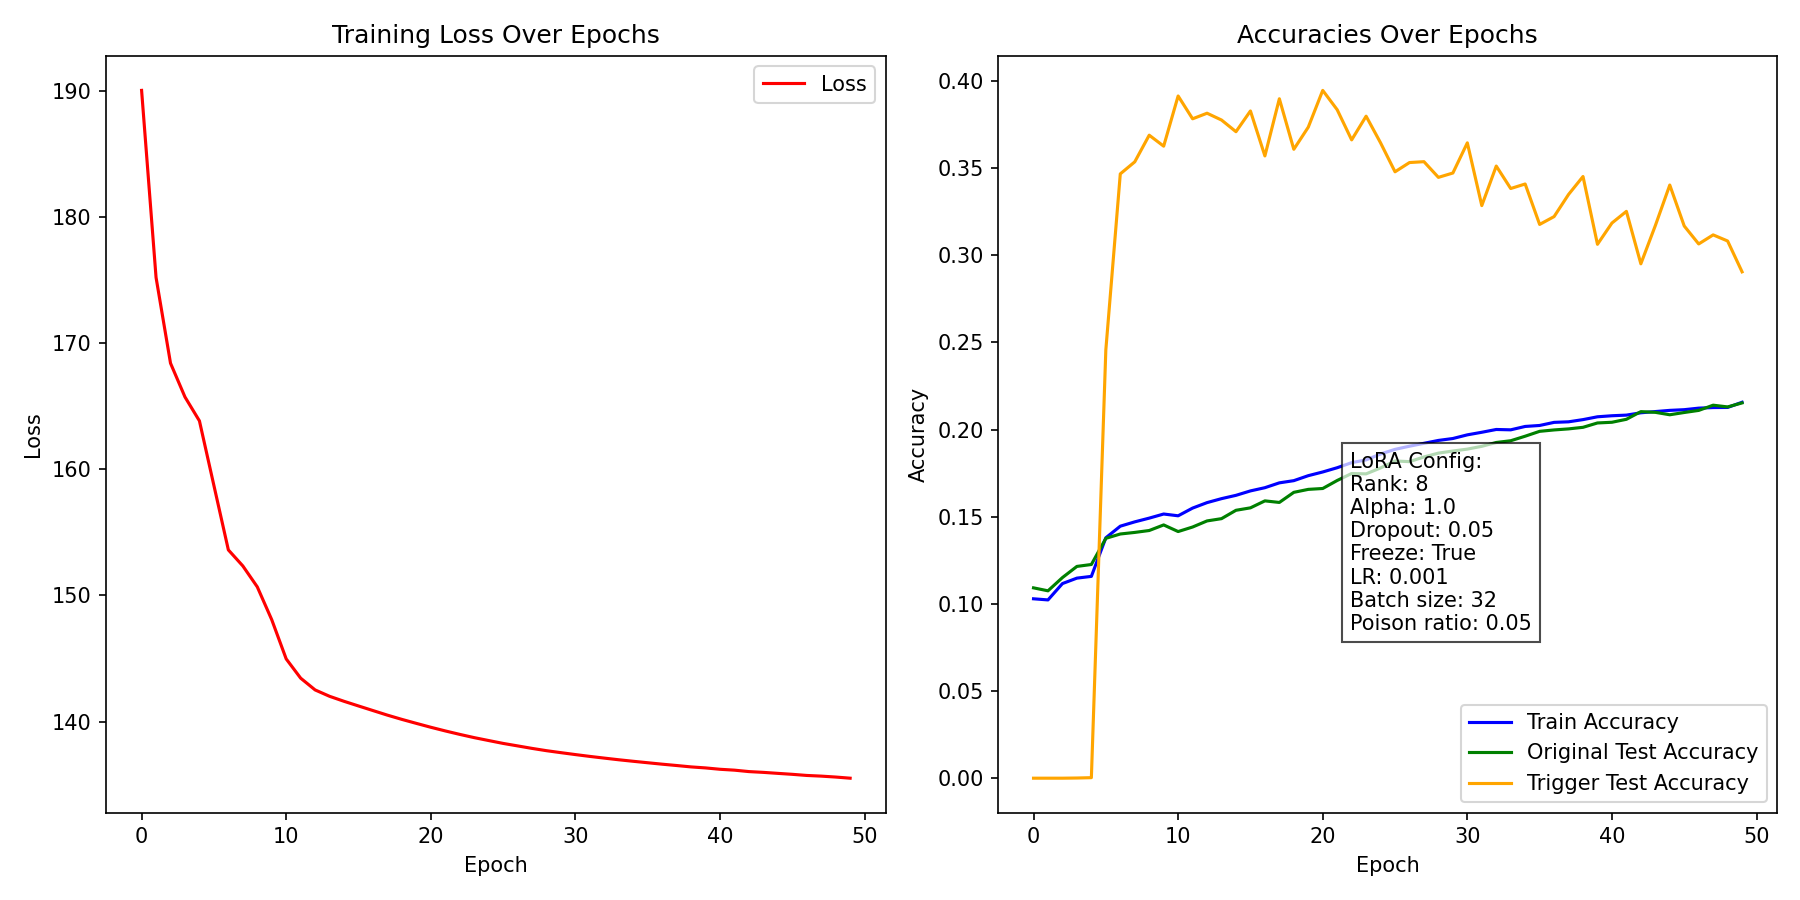 Training Loss Over Epochs
Loss
190
180
170
160
150
140
0
10
20
30
40
50
Loss
Epoch
Accuracies Over Epochs
0.40
0.35
0.30
0.25
0.20
0.15
0.10
0.05
0.00
0
10
20
30
40
50
Accuracy
Epoch
LoRA Config:
Rank: 8
Alpha: 1.0
Dropout: 0.05
Freeze: True
LR: 0.001
Batch size: 32
Poison ratio: 0.05
Train Accuracy
Original Test Accuracy
Trigger Test Accuracy